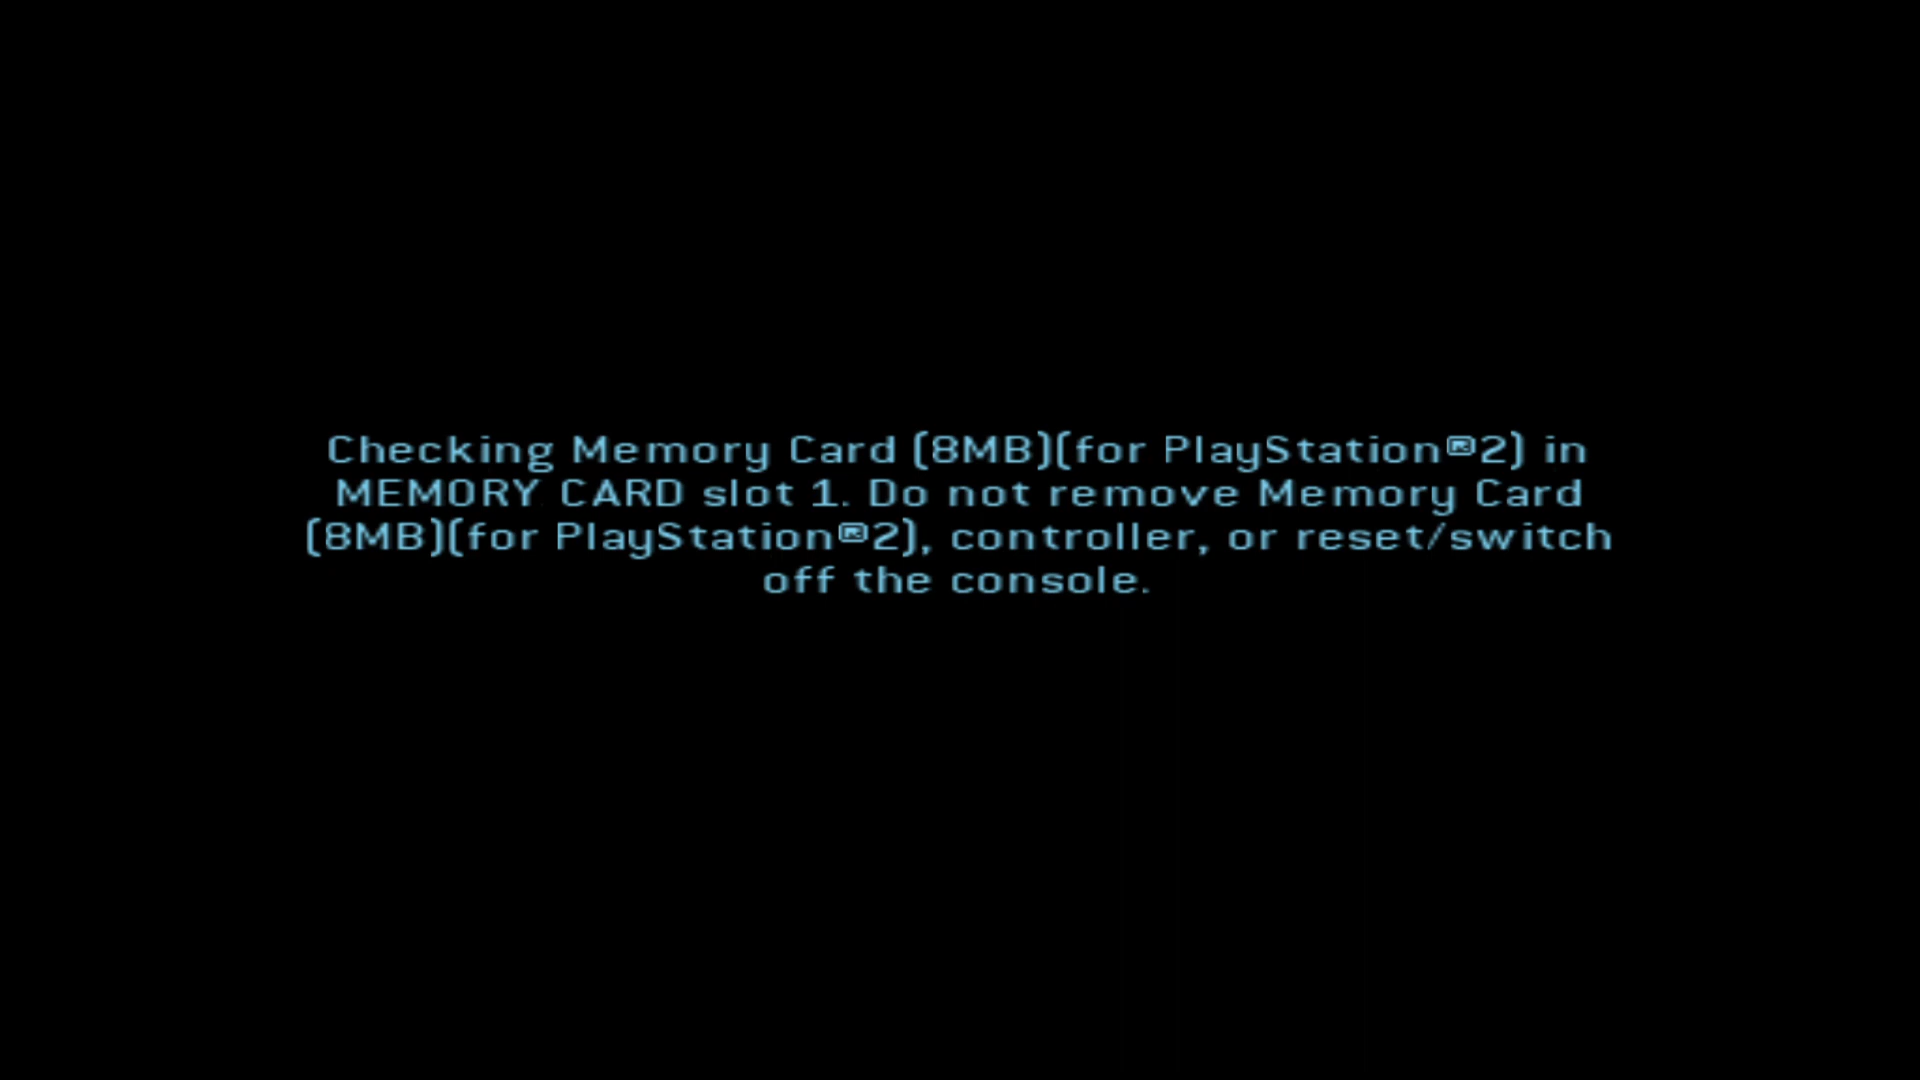 Checking Memory Card (8MB)(for PlayStation®2) in
MEMORY CARD slot 1. Do not remove Memory Card
(8MB)(for PlayStation®2), controller, or reset/switch
off the console.